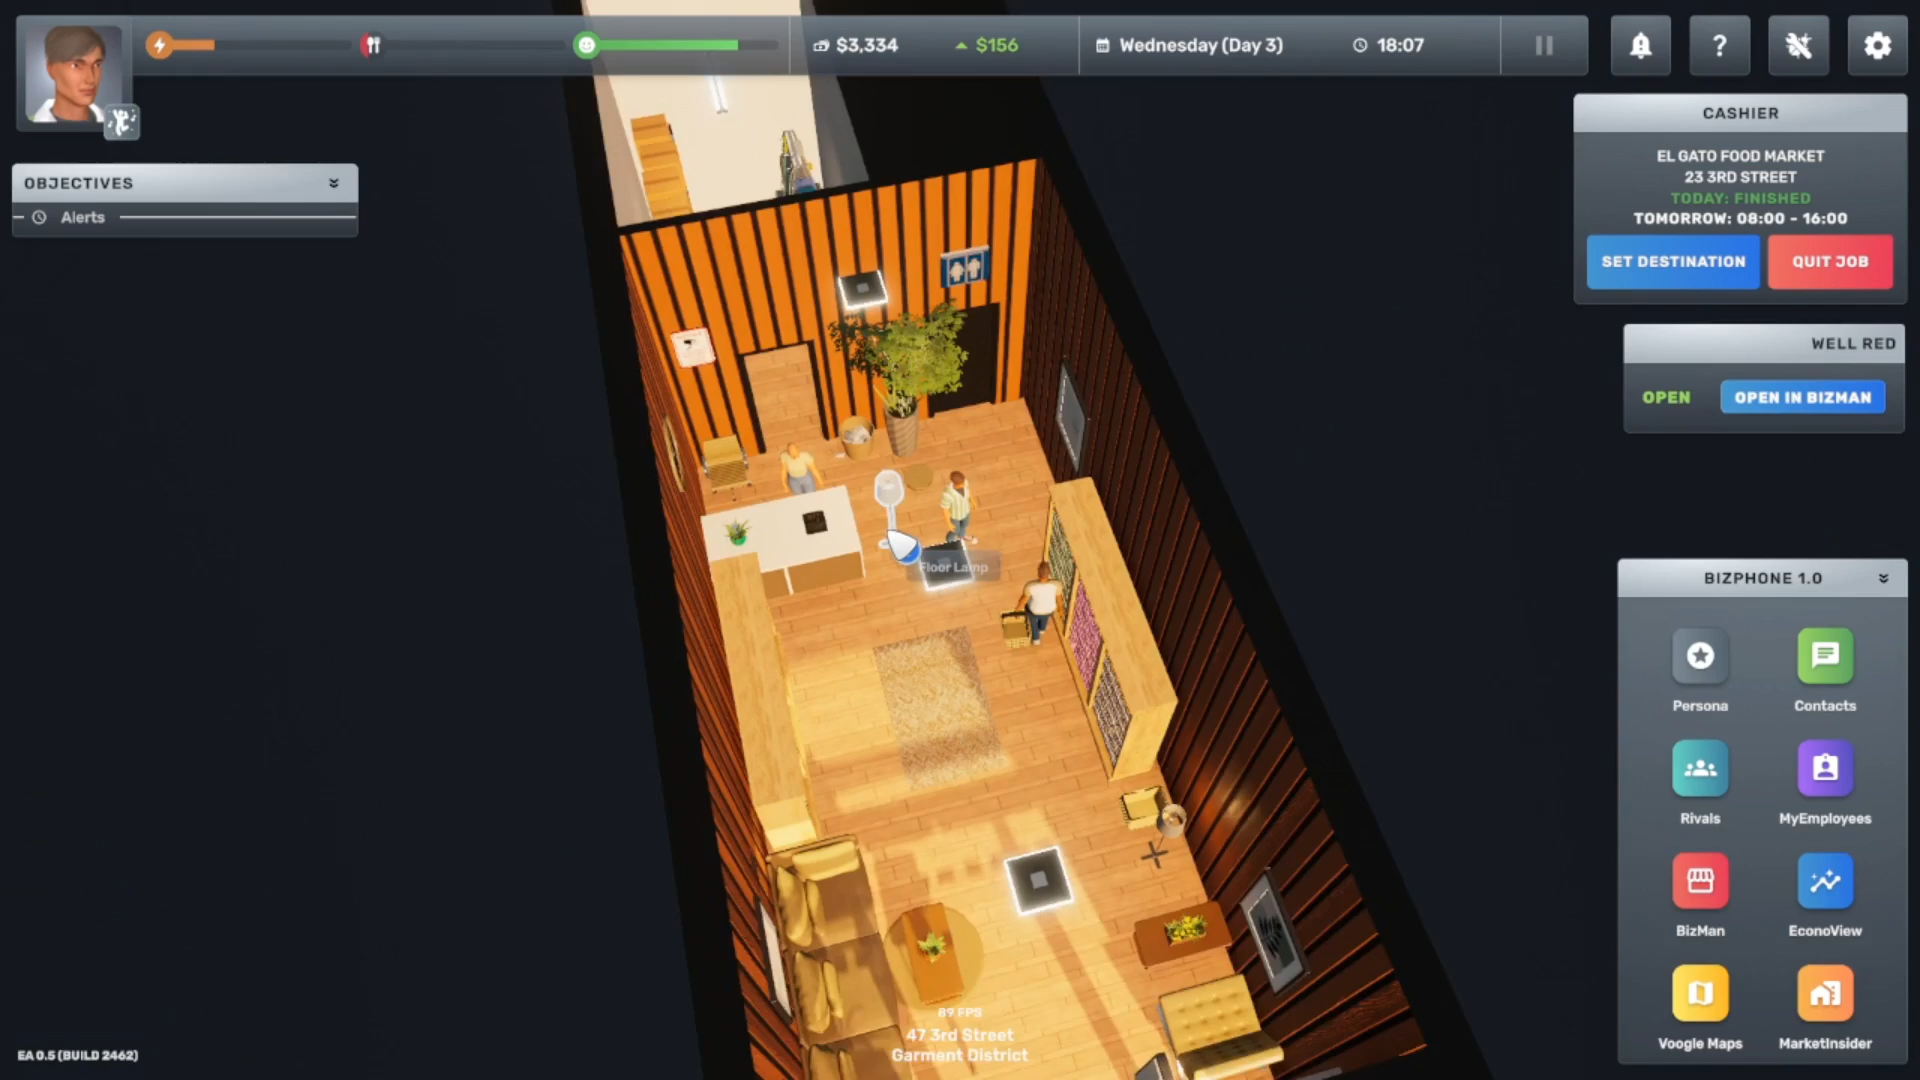 $3,334
$156
Wednesday (Day 3)
18:07
?
OBJECTIVES
Alerts
CASHIER
EL GATO FOOD MARKET
23 3RD STREET
TODAY: FINISHED
TOMORROW: 08:00 - 16:00
SET DESTINATION
QUIT JOB
WELL RED
OPEN
OPEN IN BIZMAN
Floor Lamp
BIZPHONE 1.0
Persona
Contacts
Rivals
MyEmployees
BizMan
EconoView
Voogle Maps
MarketInsider
89 FPS
47 3rd Street
Garment District
EA 0.5 (BUILD 2462)